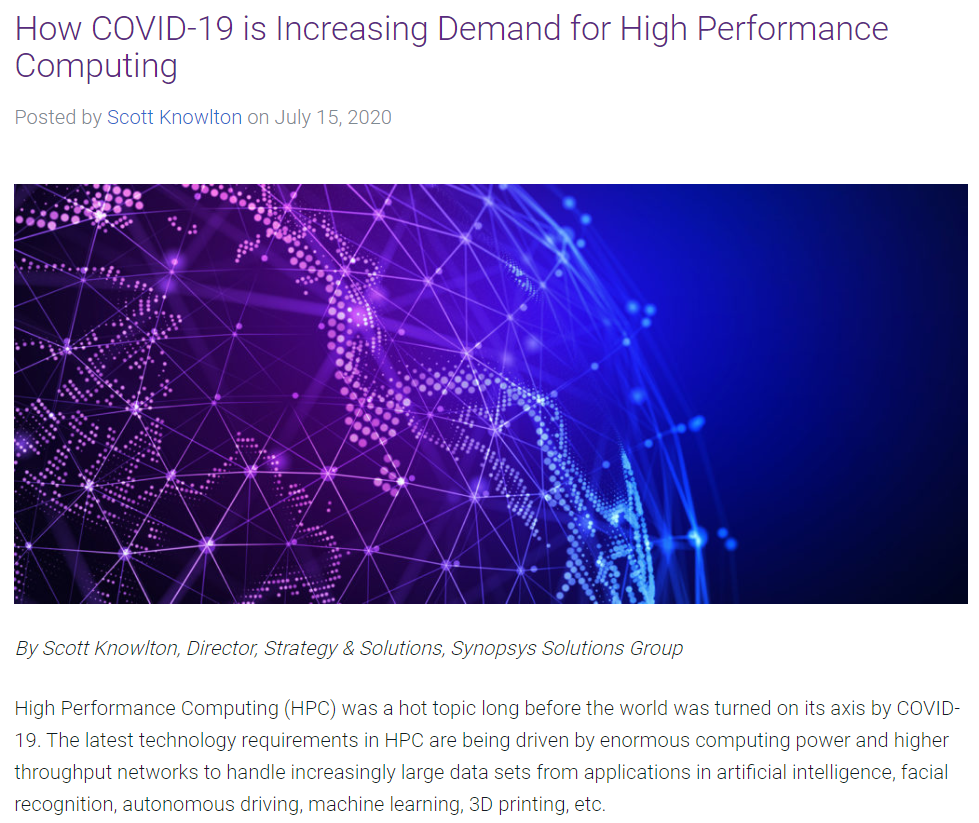 How COVID-19 is Increasing Demand for High Performance
Computing
Posted by Scott Knowlton on July 15, 2020
By Scott Knowlton, Director, Strategy & Solutions, Synopsys Solutions Group
High Performance Computing (HPC) was a hot topic long before the world was turned on its axis by COVID-
19. The latest technology requirements in HPC are being driven by enormous computing power and higher
throughput networks to handle increasingly large data sets from applications in artificial intelligence, facial
recognition, autonomous driving, machine learning, 3D printing, etc.